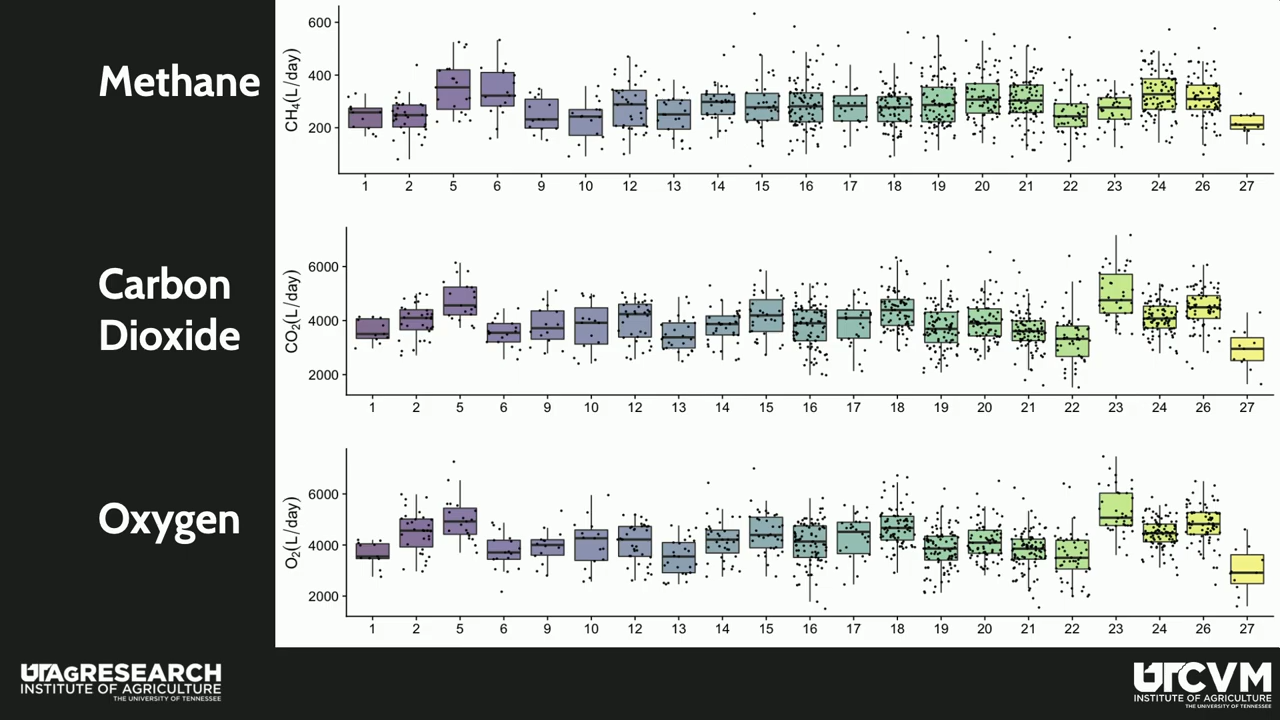 Methane
CH4(L/day)
600
400
200
1 2 5 6 9 10 12 13 14 15 16 17 18 19 20 21 22 23 24 26 27
Carbon
Dioxide
CO2(L/day)
6000
4000
2000
1 2 5 6 9 10 12 13 14 15 16 17 18 19 20 21 22 23 24 26 27
Oxygen
O2(L/day)
6000
4000
2000
1 2 5 6 9 10 12 13 14 15 16 17 18 19 20 21 22 23 24 26 27
UTAgRESEARCH
INSTITUTE OF AGRICULTURE
THE UNIVERSITY OF TENNESSEE
UTCVM
INSTITUTE OF AGRICULTURE
THE UNIVERSITY OF TENNESSEE